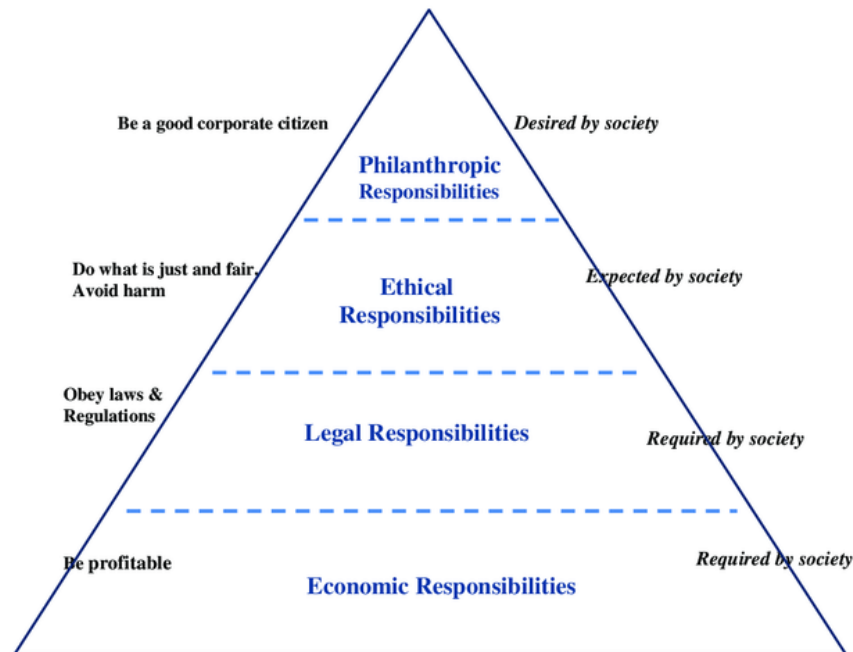 Be a good corporate citizen
Desired by society
Philanthropic
Responsibilities
Do what is just and fair,
Avoid harm
Expected by society
Ethical
Responsibilities
Obey laws &
Regulations
Legal Responsibilities
Required by society
Be profitable
Required by society
Economic Responsibilities